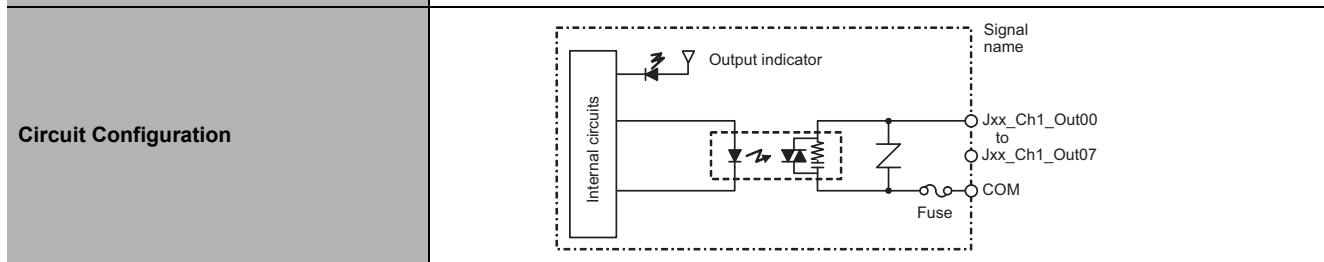 Circuit Configuration
Internal circuits
Output indicator
Signal
name
Jxx_Ch1_Out00
to
Jxx_Ch1_Out07
COM
Fuse